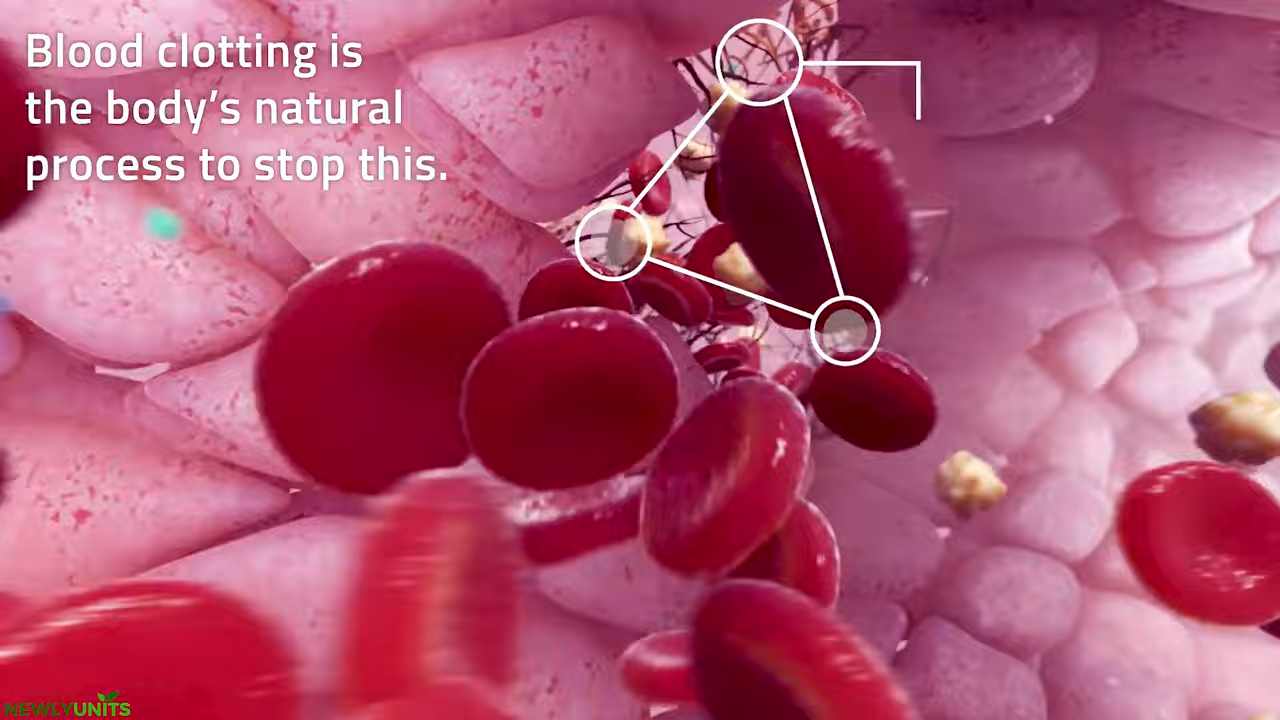 Blood clotting is
the body’s natural
process to stop this.
NEWLYUNITS